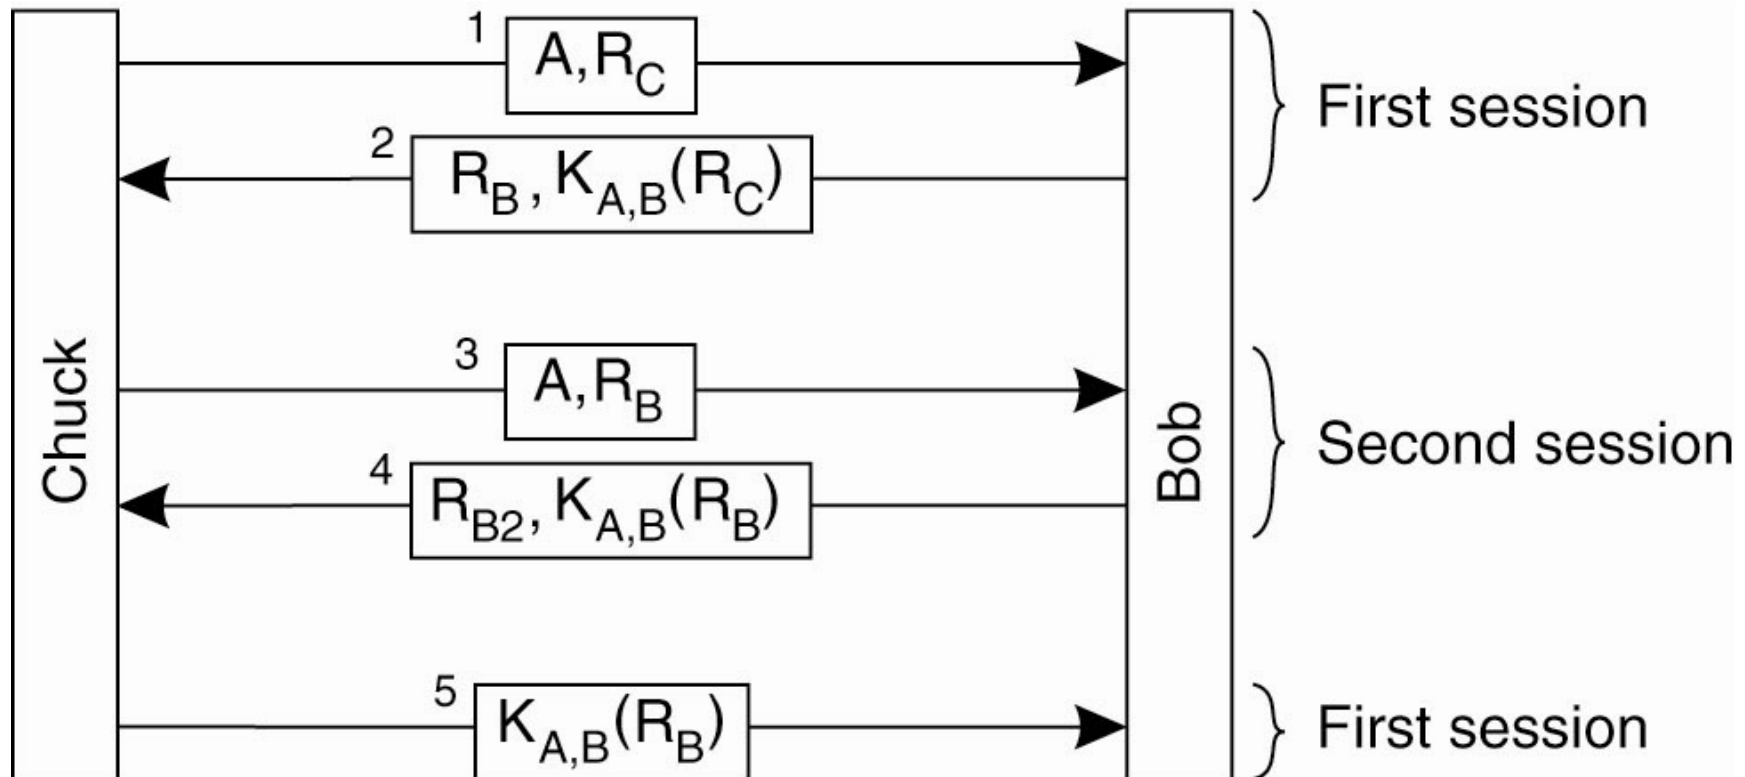 1
A,R_C
First session
2
R_B, K_A,B(R_C)
Chuck
Bob
3
A,R_B
Second session
4
R_B2, K_A,B(R_B)
5
K_A,B(R_B)
First session